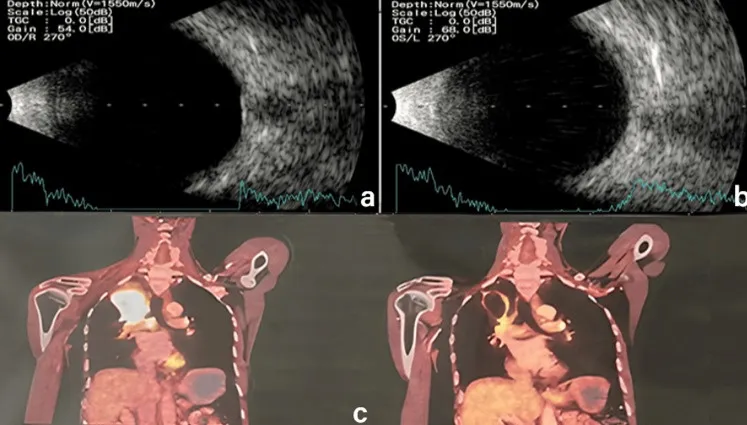 Depth:Norm(V=1550m/s)
Scale:Log(50dB)
TGC : 0.0[dB]
Gain: 54.0[dB]
OD/R 270°
a
Depth:Norm(V=1550m/s)
Scale:Log(50dB)
TGC : 0.0[dB]
Gain: 68.0[dB]
OS/L 270°
b
c